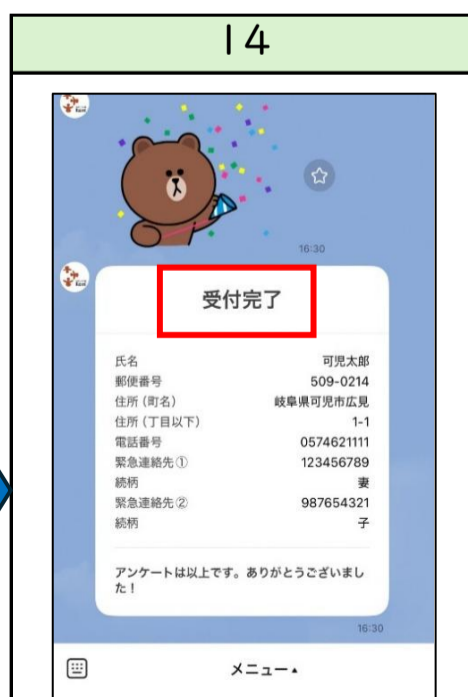 14
16:30
受付完了
氏名 可児太郎
郵便番号 509-0214
住所（町名） 岐阜県可児市広見
住所（丁目以下） 1-1
電話番号 0574621111
緊急連絡先① 123456789
続柄 妻
緊急連絡先② 987654321
続柄 子
アンケートは以上です。ありがとうございまし
た！
16:30
メニュー▲